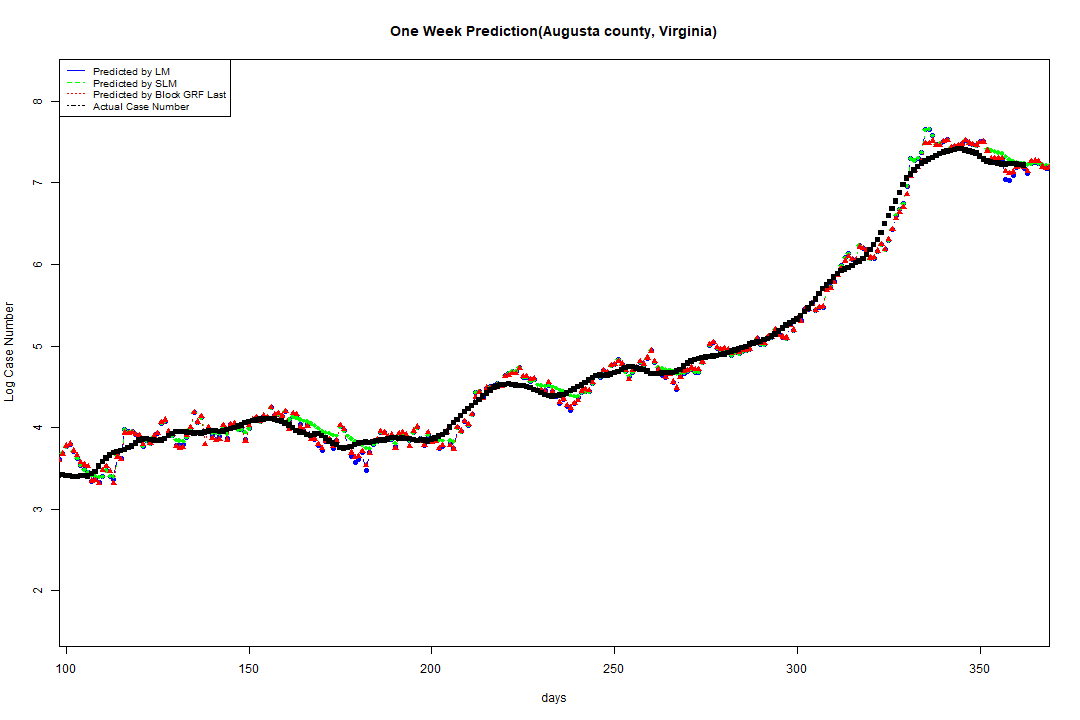 One Week Prediction(Augusta county, Virginia)
Predicted by LM
Predicted by SLM
Predicted by Block GRF Last
Actual Case Number
8
7
6
5
4
3
2
Log Case Number
100 150 200 250 300 350
days